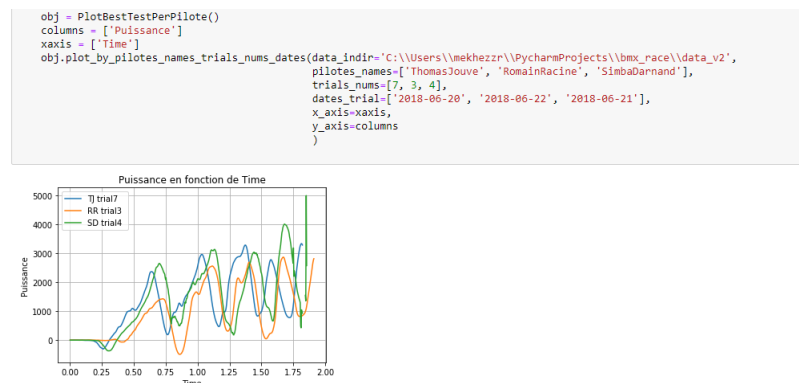 obj = PlotBestTestPerPilote()
columns = ['Puissance']
xaxis = ['Time']
obj.plot_by_pilotes_names_trials_nums_dates(data_indir='C:\\Users\\mekhezzr\\PycharmProjects\\bmx_race\\data_v2',
pilotes_names=['ThomasJouve', 'RomainRacine', 'SimbaDarnand'],
trials_nums=[7, 3, 4],
dates_trial=['2018-06-20', '2018-06-22', '2018-06-21'],
x_axis=xaxis,
y_axis=columns
)
Puissance en fonction de Time
5000
4000
3000
2000
1000
0
Puissance
TJ trial7
RR trial3
SD trial4
0.00 0.25 0.50 0.75 1.00 1.25 1.50 1.75 2.00
Time